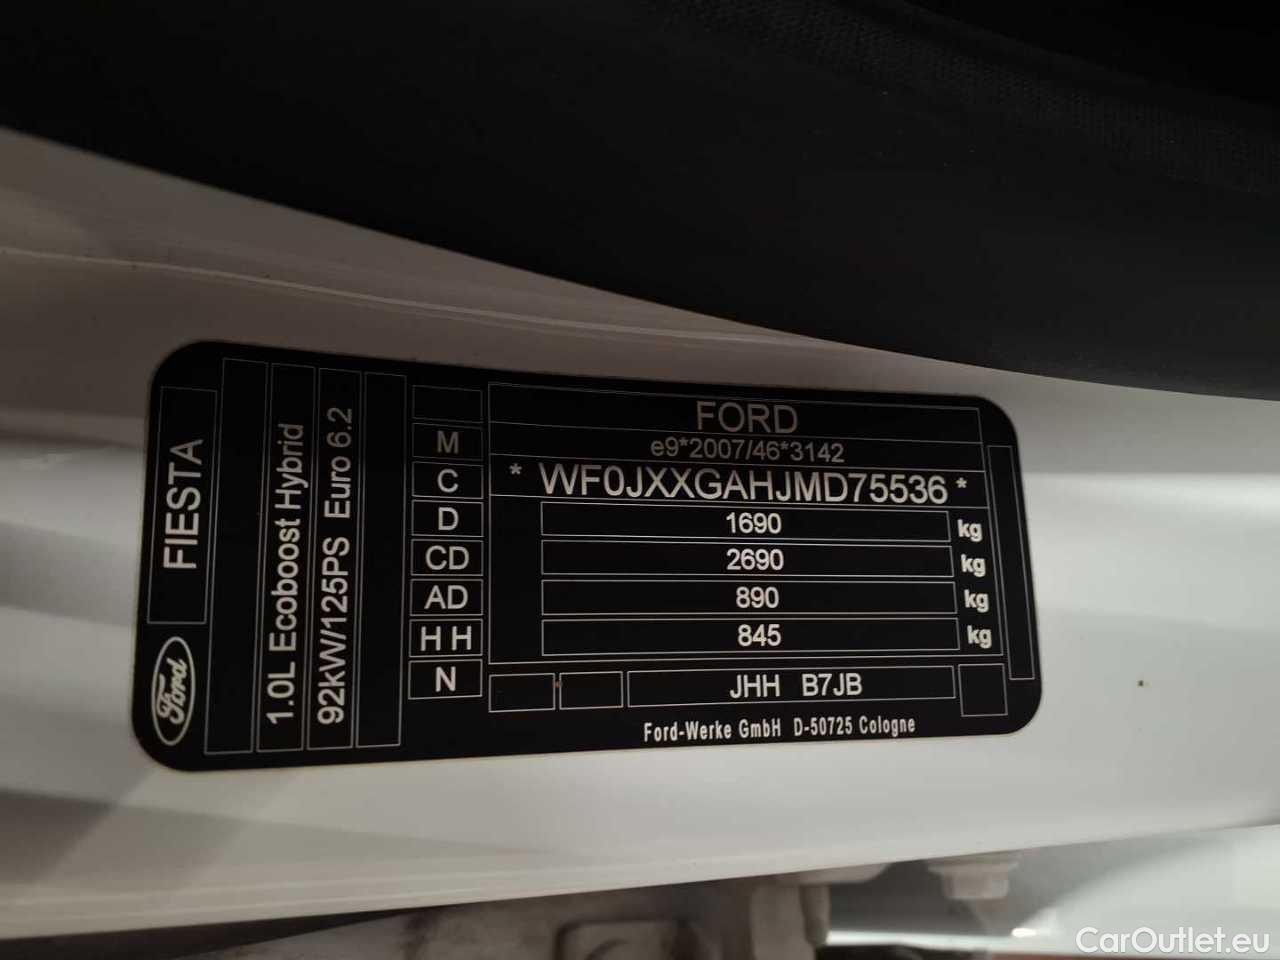 FORD
e9*2007/46*3142
* WF0JXXGAHJMD75536 *
1690 kg
2690 kg
890 kg
845 kg
JHH B7JB
Ford-Werke GmbH D-50725 Cologne
M
C
D
CD
AD
HH
N
FIESTA
Ford
1.0L Ecoboost Hybrid
92kW/125PS Euro 6.2
CarOutlet.eu